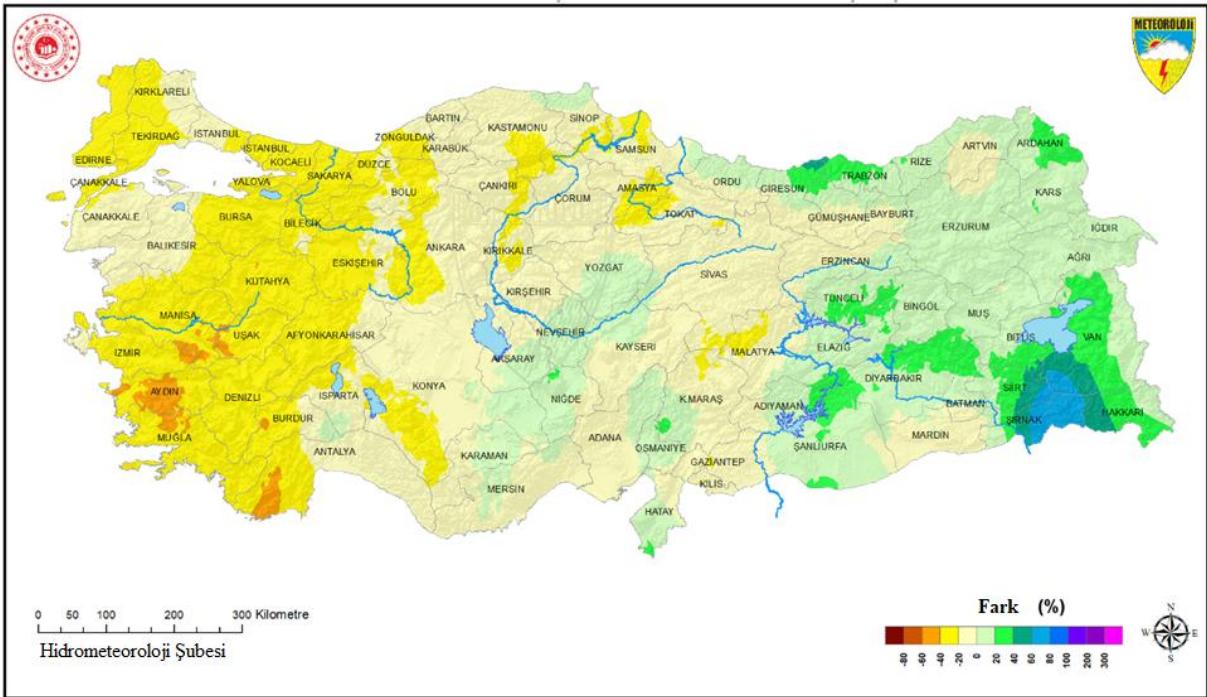 METEOROLOJİ
KIRKLARELİ
TEKİRDAĞ
İSTANBUL
EDİRNE
İSTANBUL
KOCAELİ
ÇANAKKALE
YALOVA
SAKARYA
DÜZCE
ZONGULDAK
BARTIN
KARABÜK
KASTAMONU
SİNOP
SAMSUN
ÇANAKKALE
BURSA
BİLECİK
BOLU
ÇANKIRI
ÇORUM
AMASYA
TOKAT
ORDU
GİRESUN
TRABZON
RİZE
ARTVİN
ARDAHAN
KARS
BALIKESİR
ESKİŞEHİR
ANKARA
KIRIKKALE
YOZGAT
SİVAS
GÜMÜŞHANE
BAYBURT
ERZURUM
IĞDIR
AĞRI
KÜTAHYA
KIRŞEHİR
ERZİNCAN
TUNCELİ
BİNGÖL
MUŞ
MANİSA
UŞAK
AFYONKARAHİSAR
NEVŞEHİR
AKSARAY
KAYSERİ
MALATYA
ELAZIĞ
BİTLİS
VAN
İZMİR
AYDIN
DENİZLİ
ISPARTA
KONYA
NİĞDE
K.MARAŞ
ADIYAMAN
DİYARBAKIR
BATMAN
SİİRT
ŞIRNAK
HAKKARİ
MUĞLA
BURDUR
ANTALYA
KARAMAN
ADANA
OSMANİYE
GAZİANTEP
ŞANLIURFA
MARDİN
MERSİN
KİLİS
HATAY
0 50 100 200 300 Kilometre
Hidrometeoroloji Şubesi
Fark (%)
-80 -60 -40 -20 0 20 40 60 80 100 200 300
N
W E
S